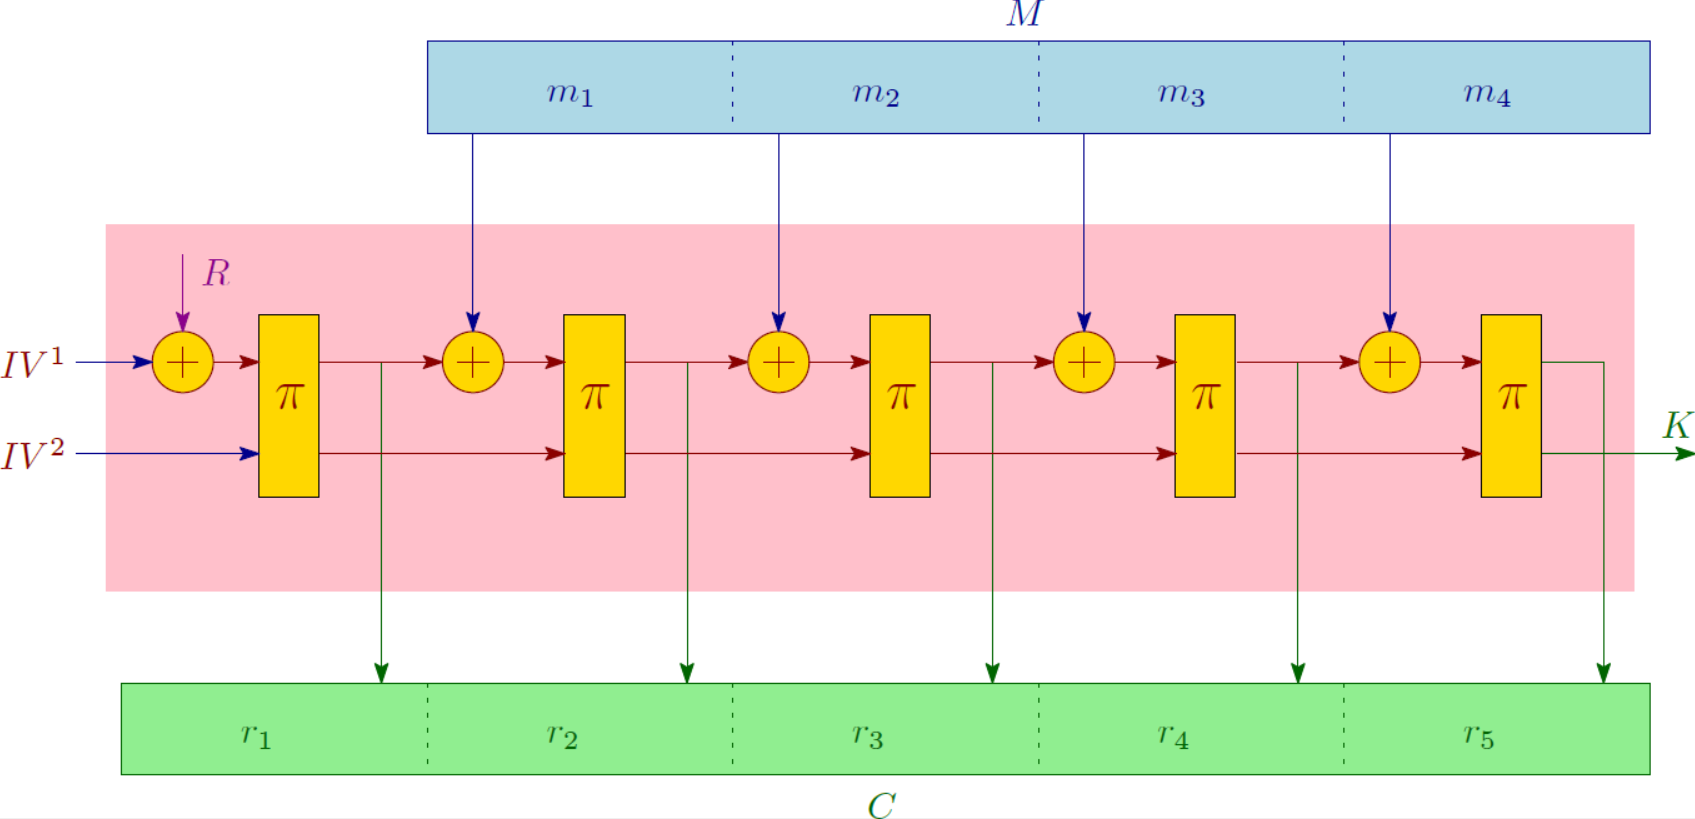 M
m₁ m₂ m₃ m₄
R
IV¹
π π π π π
K
IV²
r₁ r₂ r₃ r₄ r₅
C